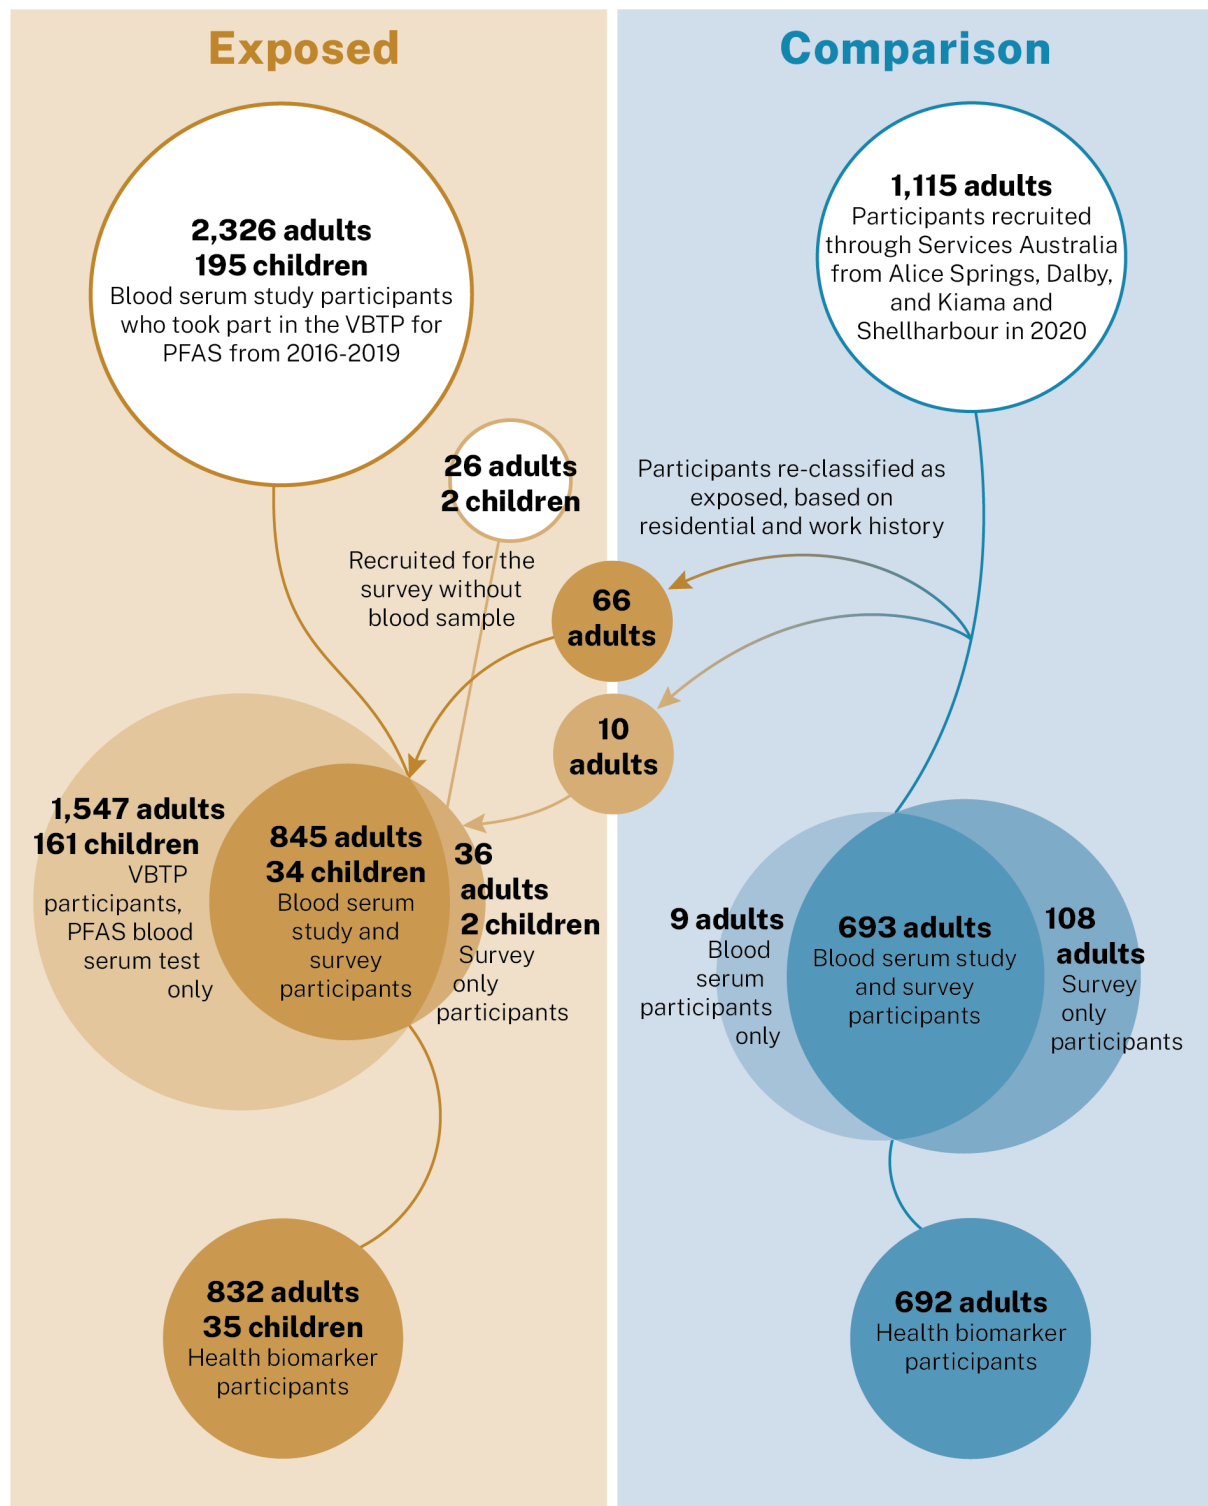 Exposed
2,326 adults
195 children
Blood serum study participants
who took part in the VBTP for
PFAS from 2016-2019
26 adults
2 children
Recruited for the
survey without
blood sample
66
adults
10
adults
1,547 adults
161 children
VBTP
participants,
PFAS blood
serum test
only
845 adults
34 children
Blood serum
study and
survey
participants
36
adults
2 children
Survey
only
participants
832 adults
35 children
Health biomarker
participants
Comparison
1,115 adults
Participants recruited
through Services Australia
from Alice Springs, Dalby,
and Kiama and
Shellharbour in 2020
Participants re-classified as
exposed, based on
residential and work history
9 adults
Blood
serum
participants
only
693 adults
Blood serum study
and survey
participants
108
adults
Survey
only
participants
692 adults
Health biomarker
participants